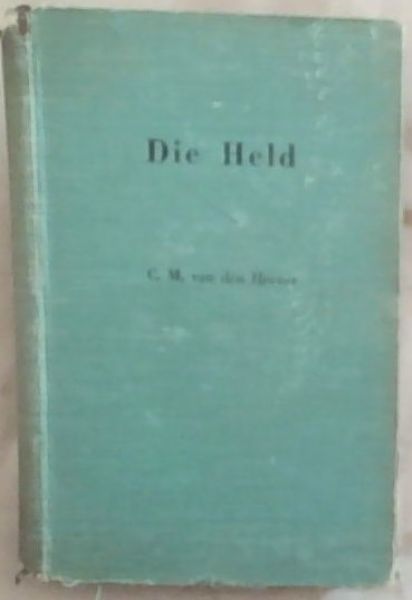 Die Held
C. M. van den Heever